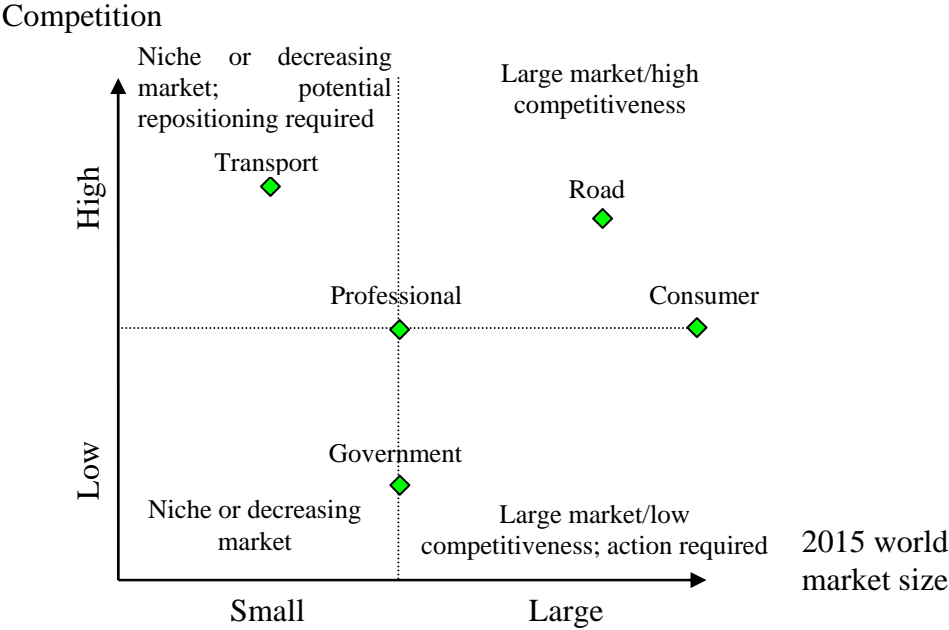 Competition
Niche or decreasing
market; potential
repositioning required
Large market/high
competitiveness
Transport
Road
High
Professional
Consumer
Low
Government
Niche or decreasing
market
Large market/low
competitiveness; action required
2015 world
market size
Small
Large